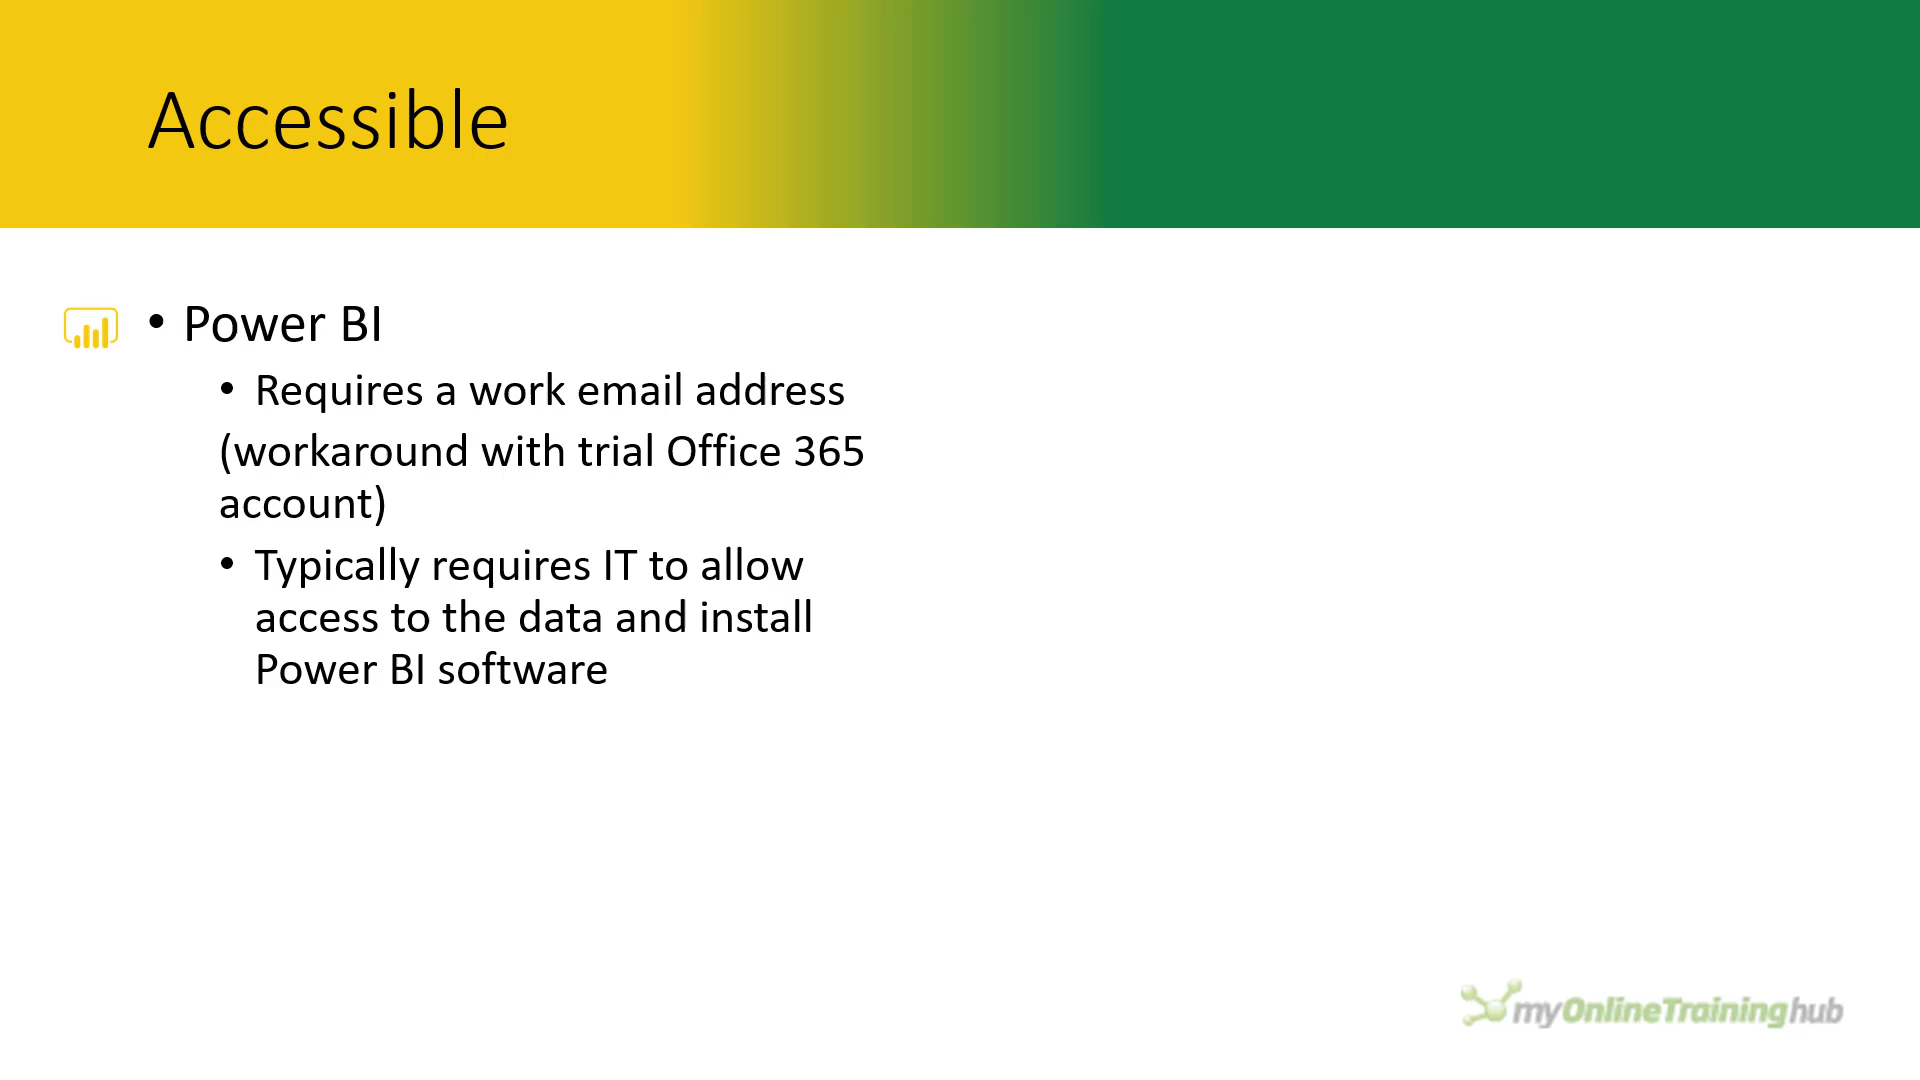 Accessible
• Power BI
• Requires a work email address
(workaround with trial Office 365
account)
• Typically requires IT to allow
access to the data and install
Power BI software
myOnlineTraininghub